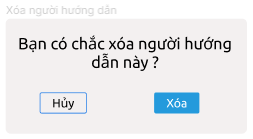 Xóa người hướng dẫn
Bạn có chắc xóa người hướng
dẫn này ?
Hủy
Xóa